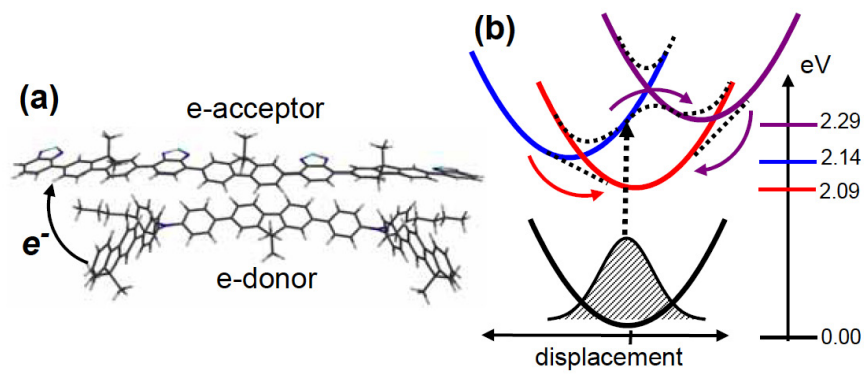 (a)
e-acceptor
e-
e-donor
(b)
eV
2.29
2.14
2.09
0.00
displacement